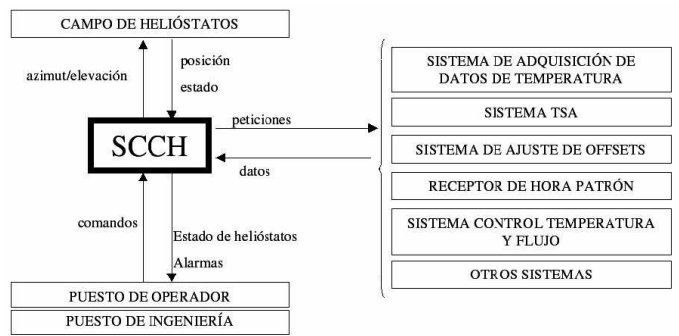 CAMPO DE HELIÓSTATOS
azimut/elevación
posición
estado
SCCH
peticiones
datos
comandos
Estado de helióstatos
Alarmas
PUESTO DE OPERADOR
PUESTO DE INGENIERÍA
SISTEMA DE ADQUISICIÓN DE
DATOS DE TEMPERATURA
SISTEMA TSA
SISTEMA DE AJUSTE DE OFFSETS
RECEPTOR DE HORA PATRÓN
SISTEMA CONTROL TEMPERATURA
Y FLUJO
OTROS SISTEMAS